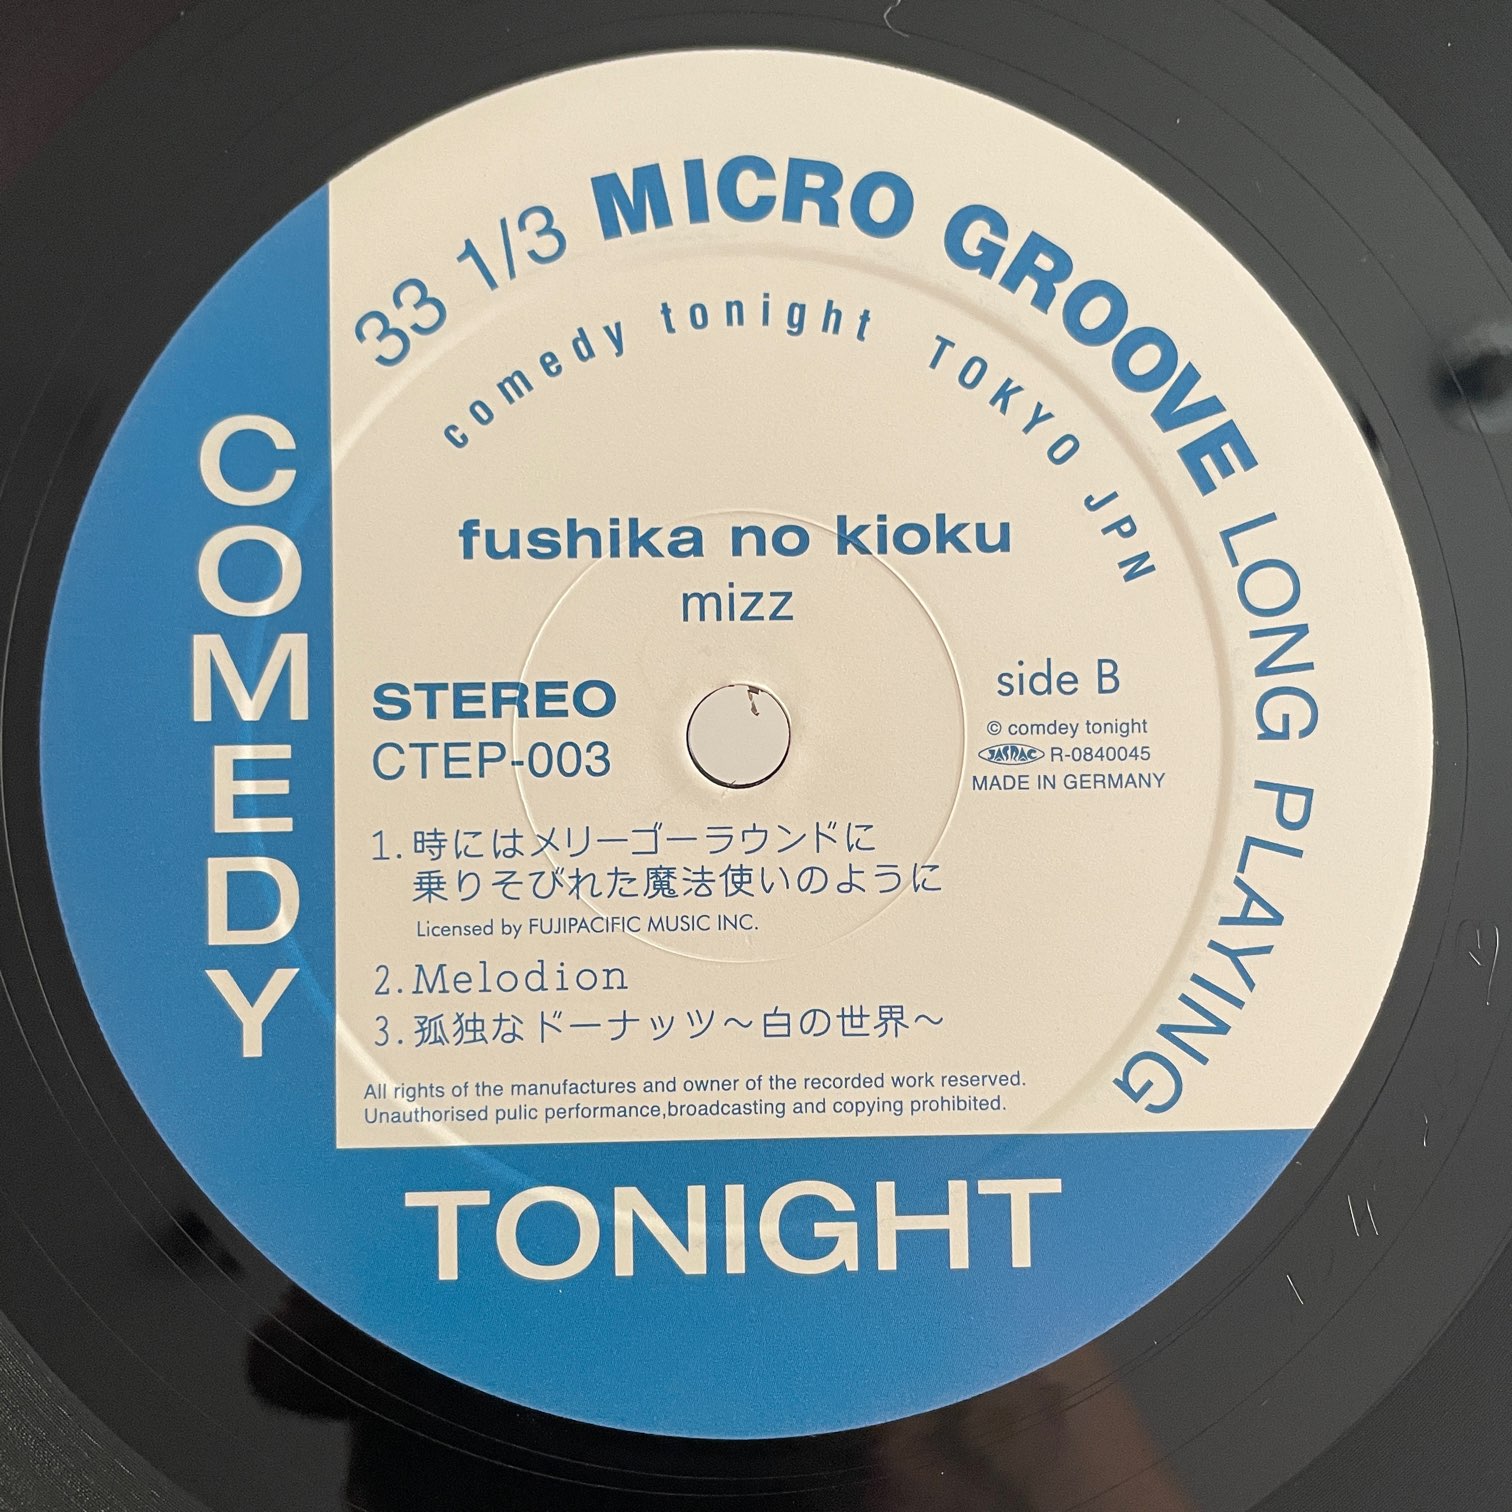 33 1/3 MICRO GROOVE LONG PLAYING
comedy tonight TOKYO JPN
COMEDY
fushika no kioku
mizz
STEREO
CTEP-003
side B
© comdey tonight
JASRAC R-0840045
MADE IN GERMANY
1. 時にはメリーゴーラウンドに
乗りそびれた魔法使いのように
Licensed by FUJIPACIFIC MUSIC INC.
2. Melodion
3. 孤独なドーナッツ～白の世界～
All rights of the manufactures and owner of the recorded work reserved.
Unauthorised pulic performance,broadcasting and copying prohibited.
TONIGHT